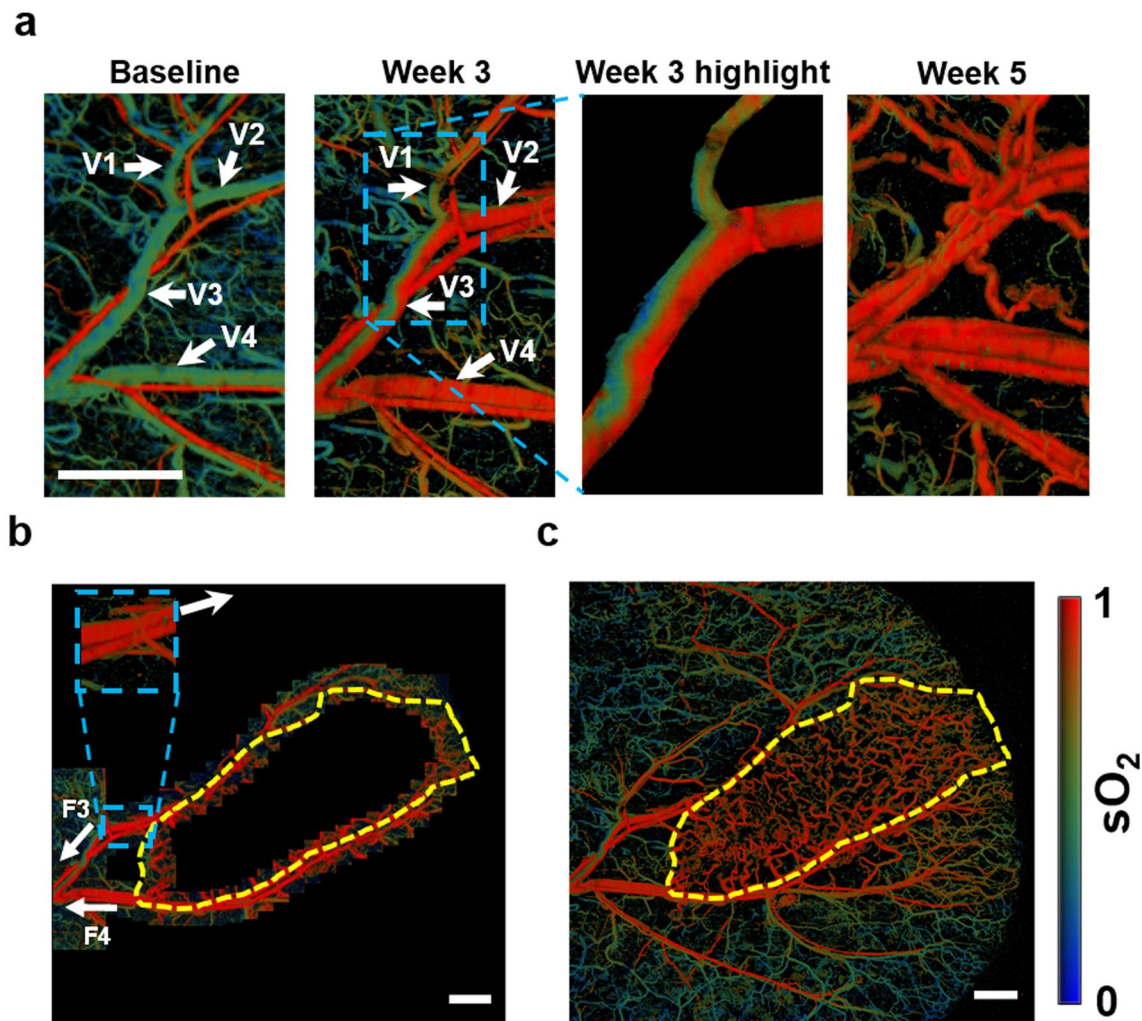 a
Baseline
Week 3
Week 3 highlight
Week 5
V1
V2
V3
V4
V1
V2
V3
V4
b
c
F3
F4
1
sO₂
0